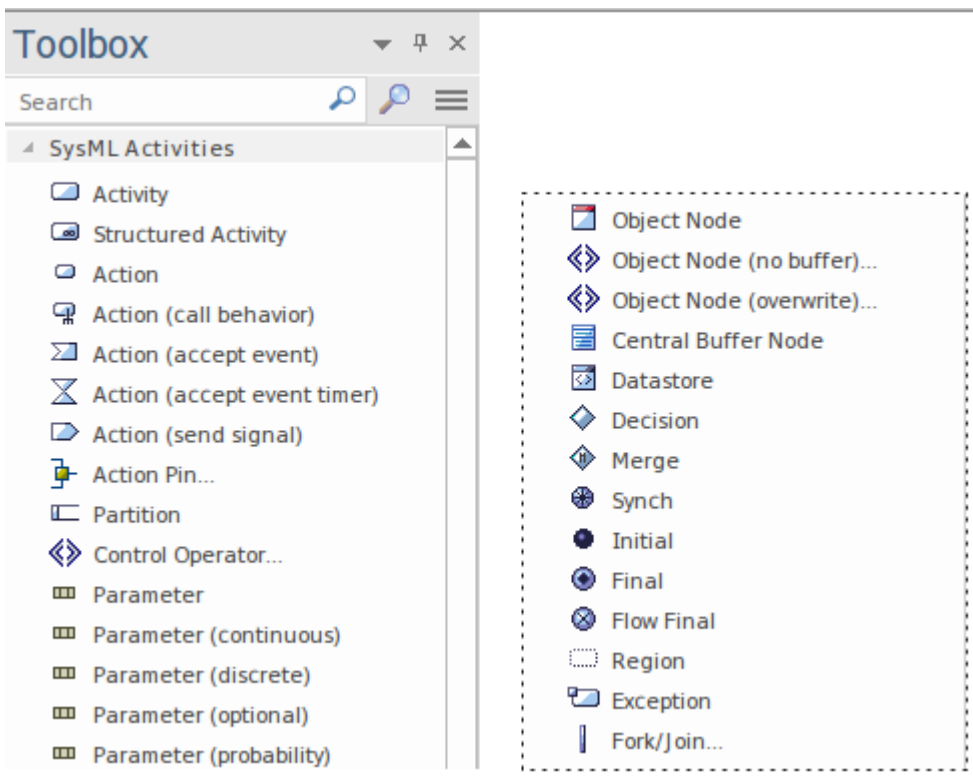 Toolbox
Search
SysML Activities
Activity
Structured Activity
Action
Action (call behavior)
Action (accept event)
Action (accept event timer)
Action (send signal)
Action Pin...
Partition
Control Operator...
Parameter
Parameter (continuous)
Parameter (discrete)
Parameter (optional)
Parameter (probability)
Object Node
Object Node (no buffer)...
Object Node (overwrite)...
Central Buffer Node
Datastore
Decision
Merge
Synch
Initial
Final
Flow Final
Region
Exception
Fork/Join...